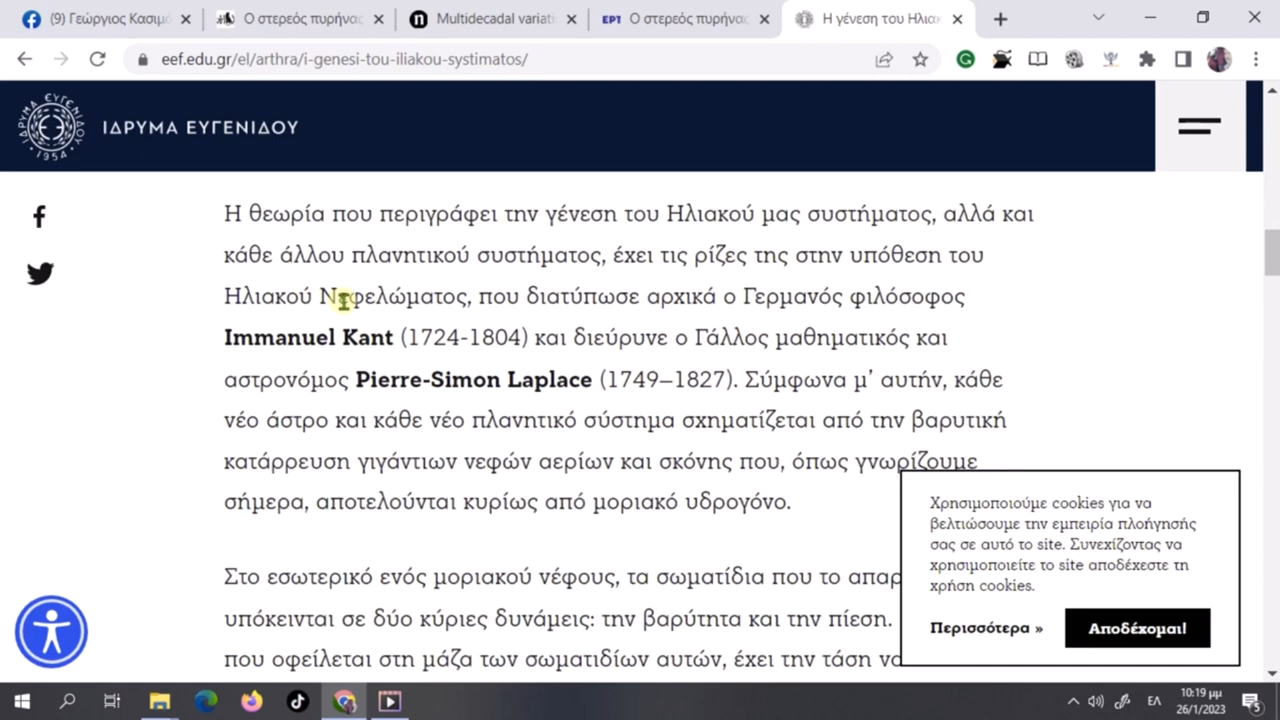 (9) Γεώργιος Κασιμά
Ο στερεός πυρήνας
Multidecadal variati
ΕΡΤ Ο στερεός πυρήνας
Η γένεση του Ηλιακ
eef.edu.gr/el/arthra/i-genesi-tou-iliakou-systimatos/
ΙΔΡΥΜΑ ΕΥΓΕΝΙΔΟΥ
1954
ΙΔΡΥΜΑ ΕΥΓΕΝΙΔΟΥ
Η θεωρία που περιγράφει την γένεση του Ηλιακού μας συστήματος, αλλά και
κάθε άλλου πλανητικού συστήματος, έχει τις ρίζες της στην υπόθεση του
Ηλιακού Νεφελώματος, που διατύπωσε αρχικά ο Γερμανός φιλόσοφος
Immanuel Kant (1724-1804) και διεύρυνε ο Γάλλος μαθηματικός και
αστρονόμος Pierre-Simon Laplace (1749–1827). Σύμφωνα μ’ αυτήν, κάθε
νέο άστρο και κάθε νέο πλανητικό σύστημα σχηματίζεται από την βαρυτική
κατάρρευση γιγάντιων νεφών αερίων και σκόνης που, όπως γνωρίζουμε
σήμερα, αποτελούνται κυρίως από μοριακό υδρογόνο.
Στο εσωτερικό ενός μοριακού νέφους, τα σωματίδια που το απαρ
υπόκεινται σε δύο κύριες δυνάμεις: την βαρύτητα και την πίεση.
που οφείλεται στη μάζα των σωματιδίων αυτών, έχει την τάση να
Χρησιμοποιούμε cookies για να
βελτιώσουμε την εμπειρία πλοήγησής
σας σε αυτό το site. Συνεχίζοντας να
χρησιμοποιείτε το site αποδέχεστε τη
χρήση cookies.
Περισσότερα »
Αποδέχομαι!
ΕΛ
10:19 μμ
26/1/2023
5